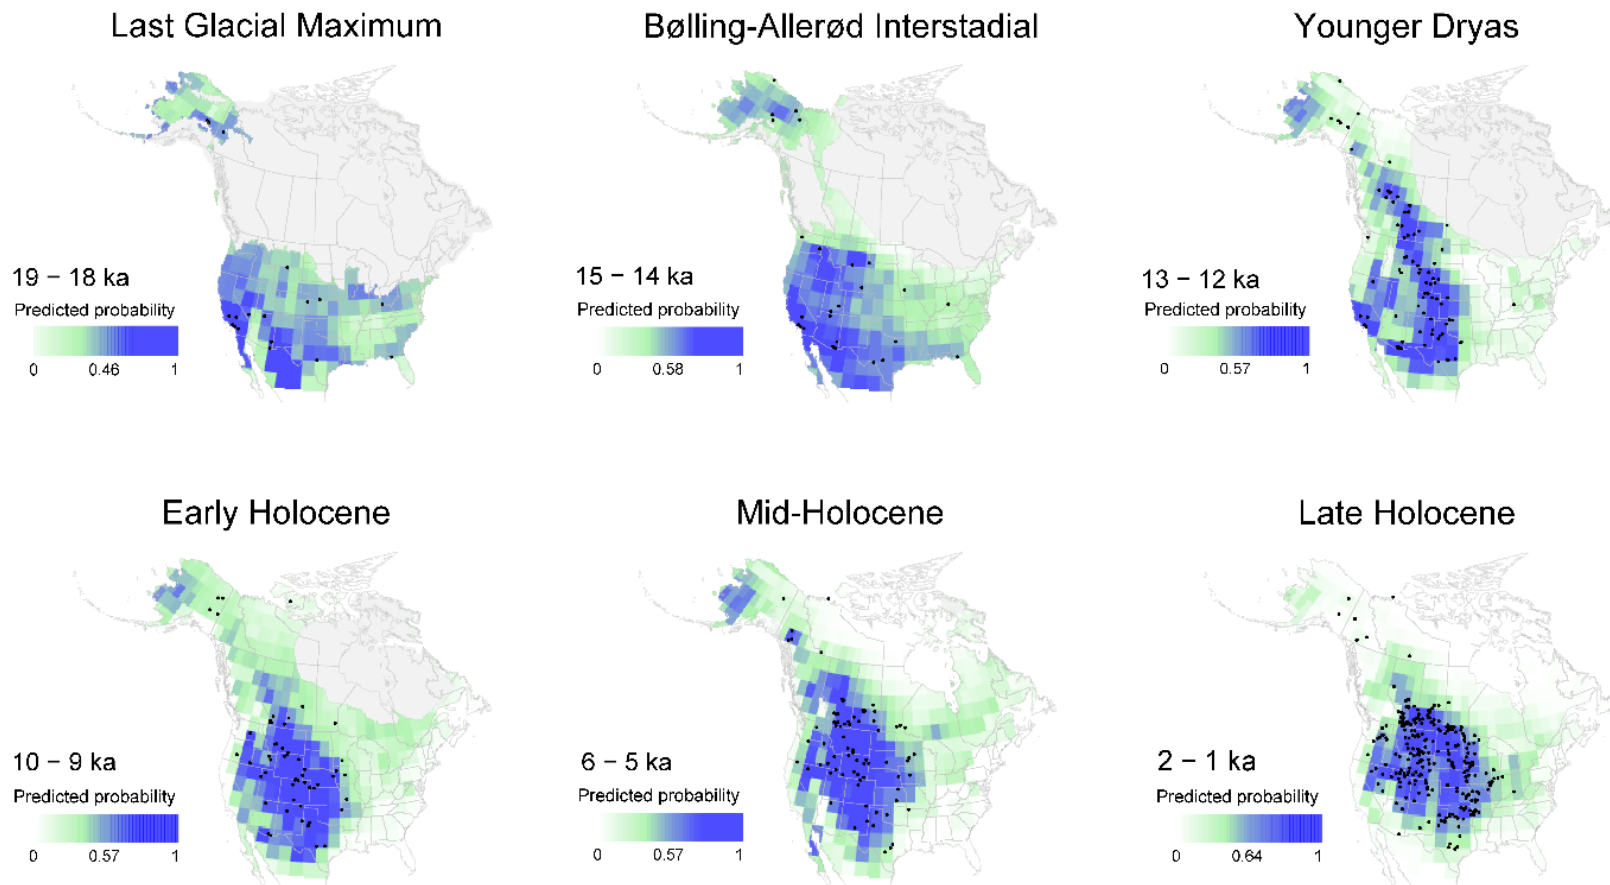 Last Glacial Maximum
19 – 18 ka
Predicted probability
0 0.46 1
Bølling-Allerød Interstadial
15 – 14 ka
Predicted probability
0 0.58 1
Younger Dryas
13 – 12 ka
Predicted probability
0 0.57 1
Early Holocene
10 – 9 ka
Predicted probability
0 0.57 1
Mid-Holocene
6 – 5 ka
Predicted probability
0 0.57 1
Late Holocene
2 – 1 ka
Predicted probability
0 0.64 1